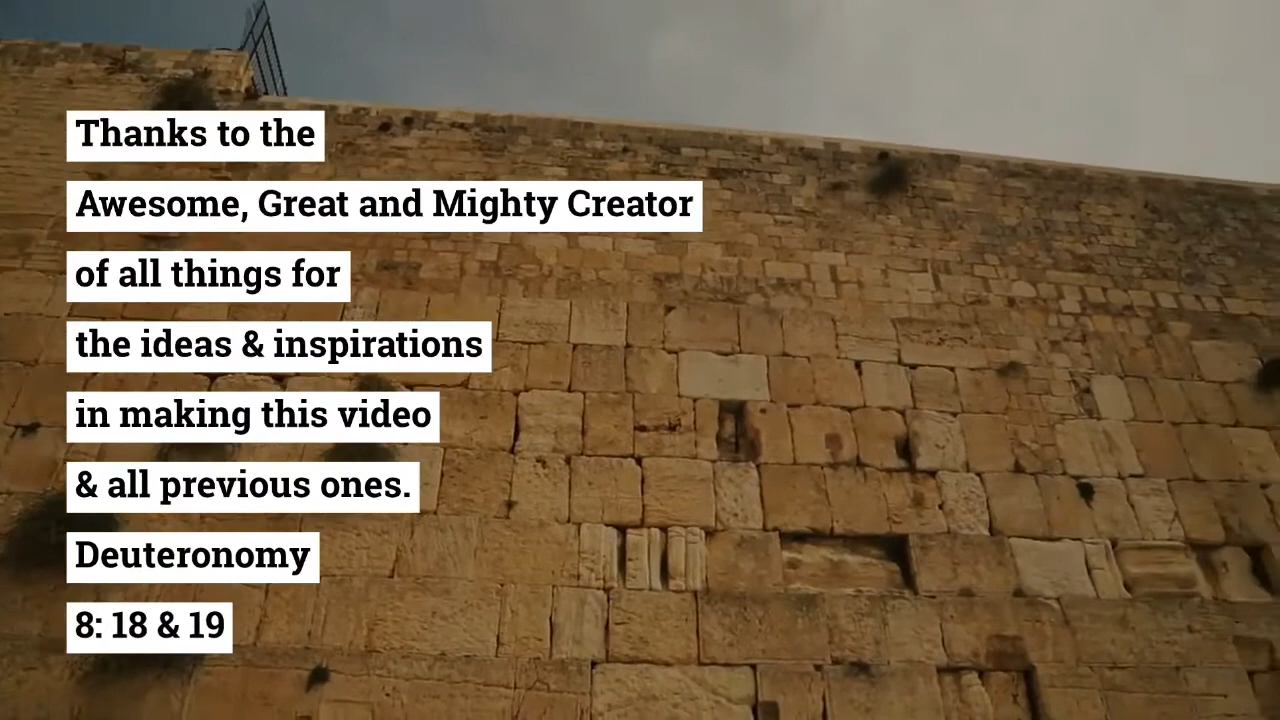 Thanks to the
Awesome, Great and Mighty Creator
of all things for
the ideas & inspirations
in making this video
& all previous ones.
Deuteronomy
8: 18 & 19